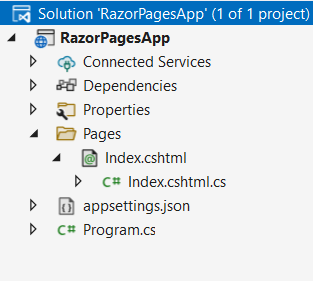 Solution 'RazorPagesApp' (1 of 1 project)
RazorPagesApp
Connected Services
Dependencies
Properties
Pages
Index.cshtml
C# Index.cshtml.cs
appsettings.json
C# Program.cs